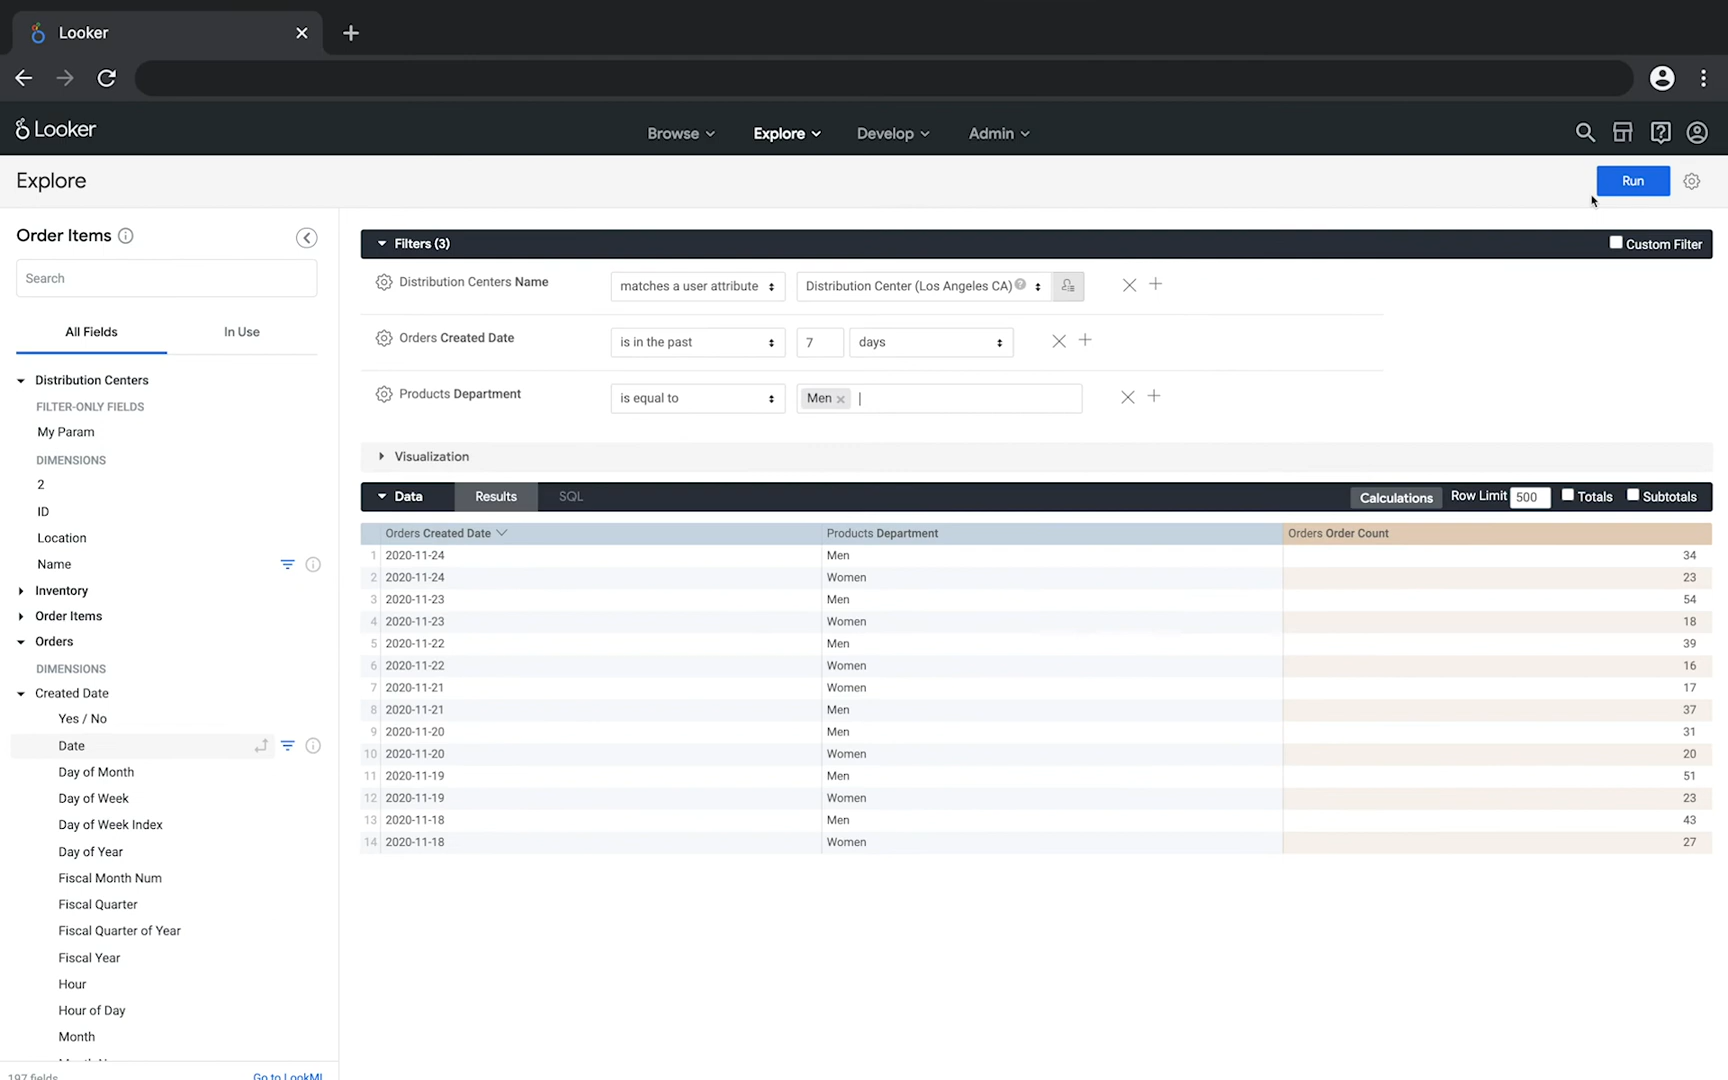 Looker
Looker
Browse
Explore
Develop
Admin
Explore
Run
Order Items
Search
All Fields
In Use
Distribution Centers
FILTER-ONLY FIELDS
My Param
DIMENSIONS
2
ID
Location
Name
Inventory
Order Items
Orders
DIMENSIONS
Created Date
Yes / No
Date
Day of Month
Day of Week
Day of Week Index
Day of Year
Fiscal Month Num
Fiscal Quarter
Fiscal Quarter of Year
Fiscal Year
Hour
Hour of Day
Month
197 fields
Go to LookML
Filters (3)
Custom Filter
Distribution Centers Name
matches a user attribute
Distribution Center (Los Angeles CA)
Orders Created Date
is in the past
7
days
Products Department
is equal to
Men
Visualization
Data
Results
SQL
Calculations
Row Limit
500
Totals
Subtotals
Orders Created Date Products Department Orders Order Count
1 2020-11-24 Men 34
2 2020-11-24 Women 23
3 2020-11-23 Men 54
4 2020-11-23 Women 18
5 2020-11-22 Men 39
6 2020-11-22 Women 16
7 2020-11-21 Women 17
8 2020-11-21 Men 37
9 2020-11-20 Men 31
10 2020-11-20 Women 20
11 2020-11-19 Men 51
12 2020-11-19 Women 23
13 2020-11-18 Men 43
14 2020-11-18 Women 27